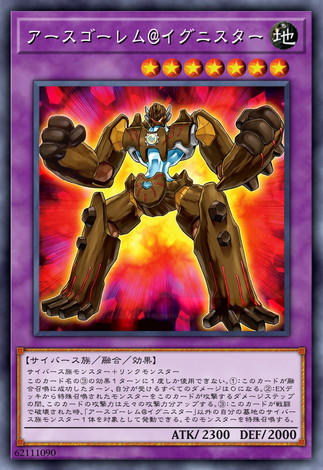 アースゴーレム@イグニスター
地
【サイバース族/融合/効果】
サイバース族モンスター+リンクモンスター
このカード名の③の効果は1ターンに1度しか使用できない。①:このカードが融
合召喚に成功したターン、自分が受けるすべてのダメージは0になる。②:EXデ
ッキから特殊召喚されたモンスターをこのカードが攻撃するダメージステップ
の間、このカードの攻撃力は元々の攻撃力分アップする。③:このカードが戦闘
で破壊された時、「アースゴーレム@イグニスター」以外の自分の墓地のサイバ
ース族モンスター1体を対象として発動できる。そのモンスターを特殊召喚する。
ATK/2300 DEF/2000
62111090